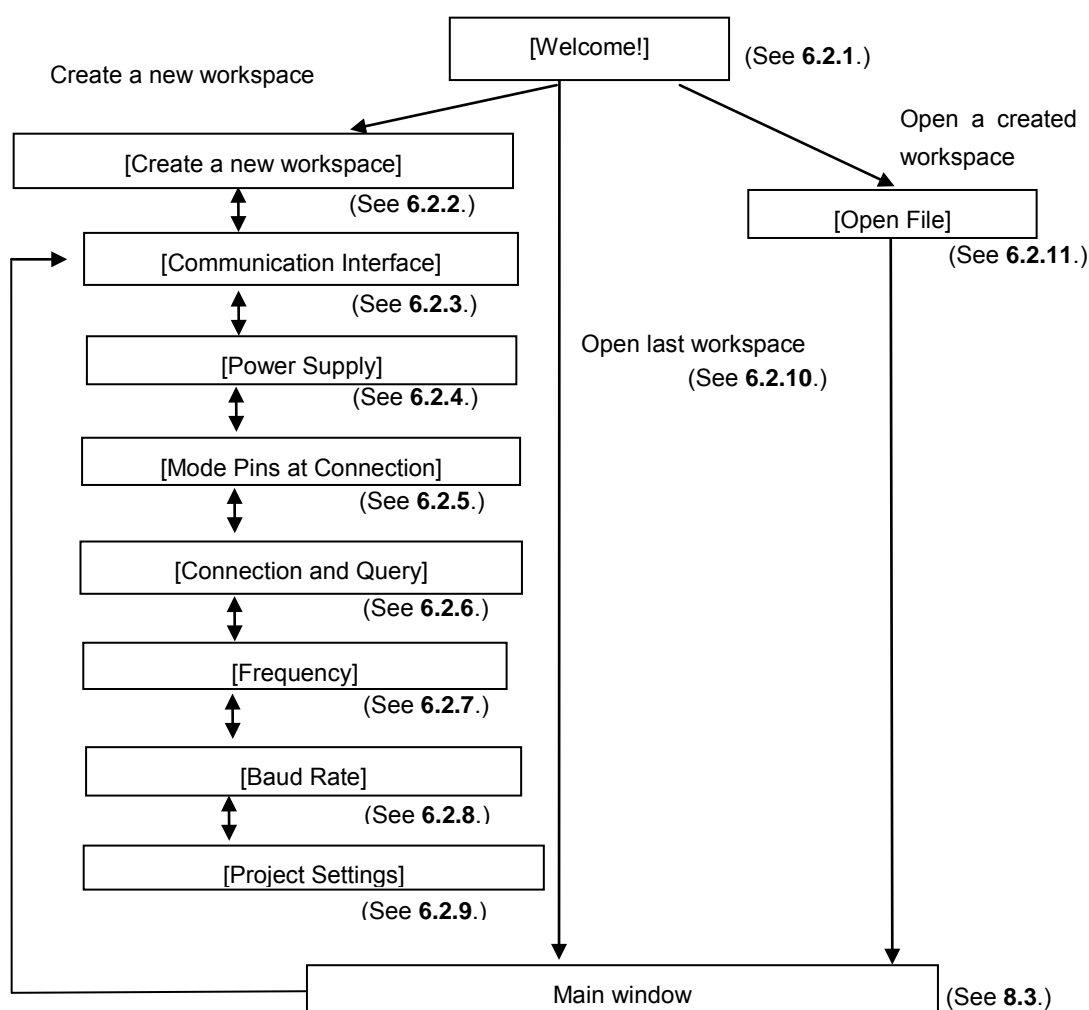 [Welcome!]
(See 6.2.1.)
Create a new workspace
Open a created
workspace
[Create a new workspace]
(See 6.2.2.)
[Open File]
(See 6.2.11.)
[Communication Interface]
(See 6.2.3.)
Open last workspace
(See 6.2.10.)
[Power Supply]
(See 6.2.4.)
[Mode Pins at Connection]
(See 6.2.5.)
[Connection and Query]
(See 6.2.6.)
[Frequency]
(See 6.2.7.)
[Baud Rate]
(See 6.2.8.)
[Project Settings]
(See 6.2.9.)
Main window
(See 8.3.)